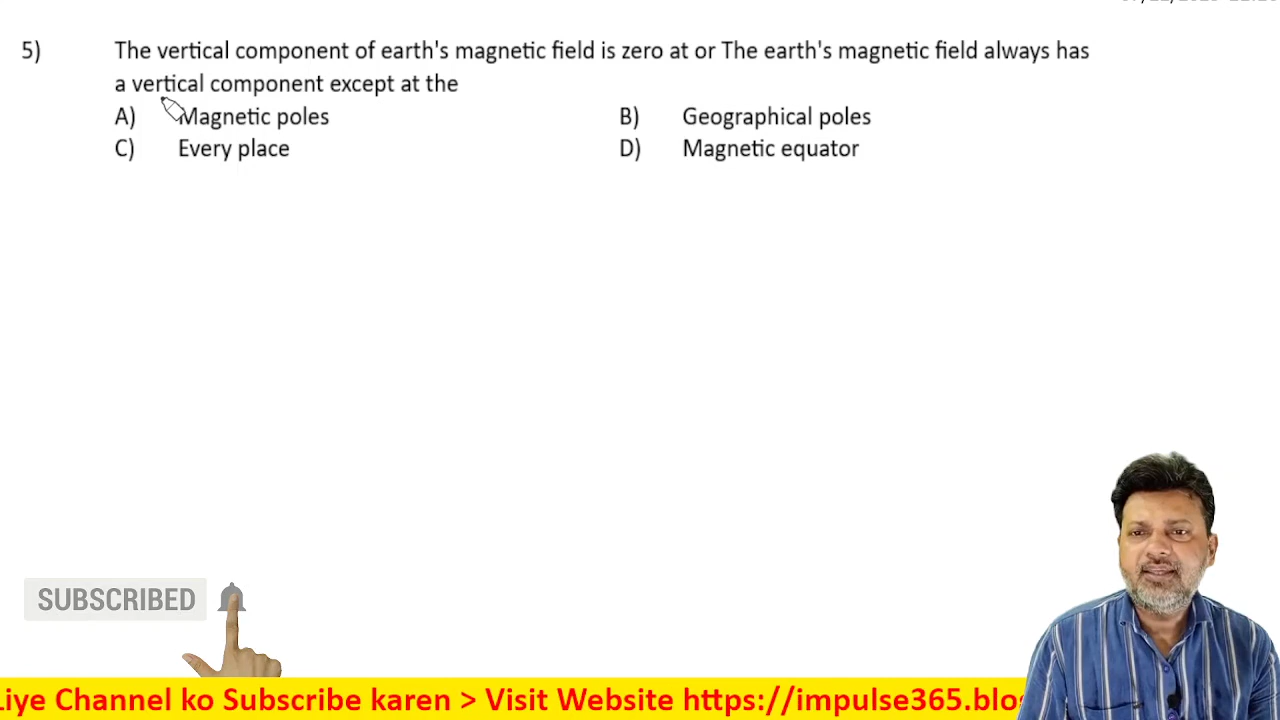 5) The vertical component of earth's magnetic field is zero at or The earth's magnetic field always has
a vertical component except at the
A) Magnetic poles B) Geographical poles
C) Every place D) Magnetic equator
SUBSCRIBED
Liye Channel ko Subscribe karen > Visit Website https://impulse365.blo